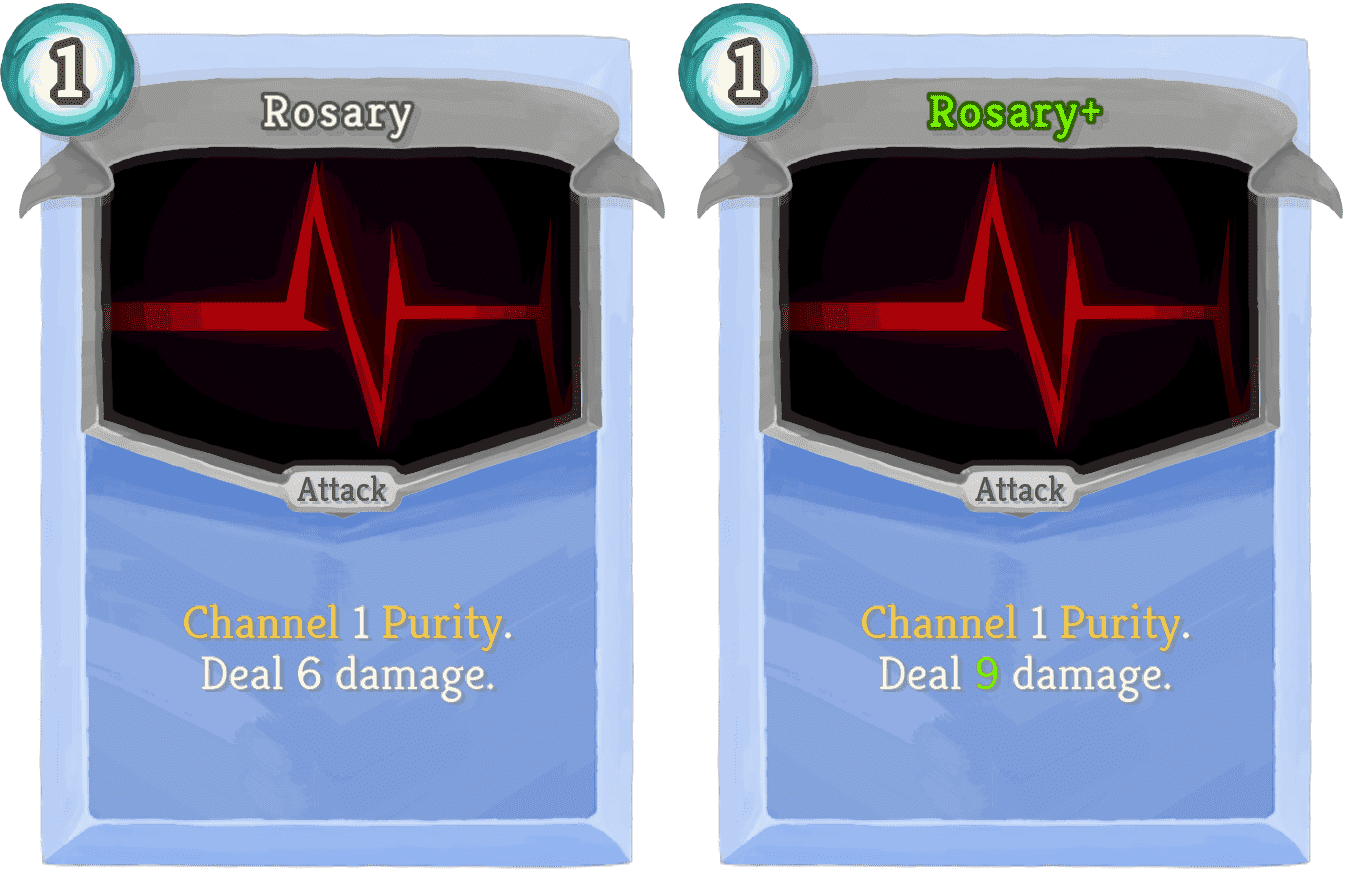 1
Rosary
Attack
Channel 1 Purity.
Deal 6 damage.
1
Rosary+
Attack
Channel 1 Purity.
Deal 9 damage.